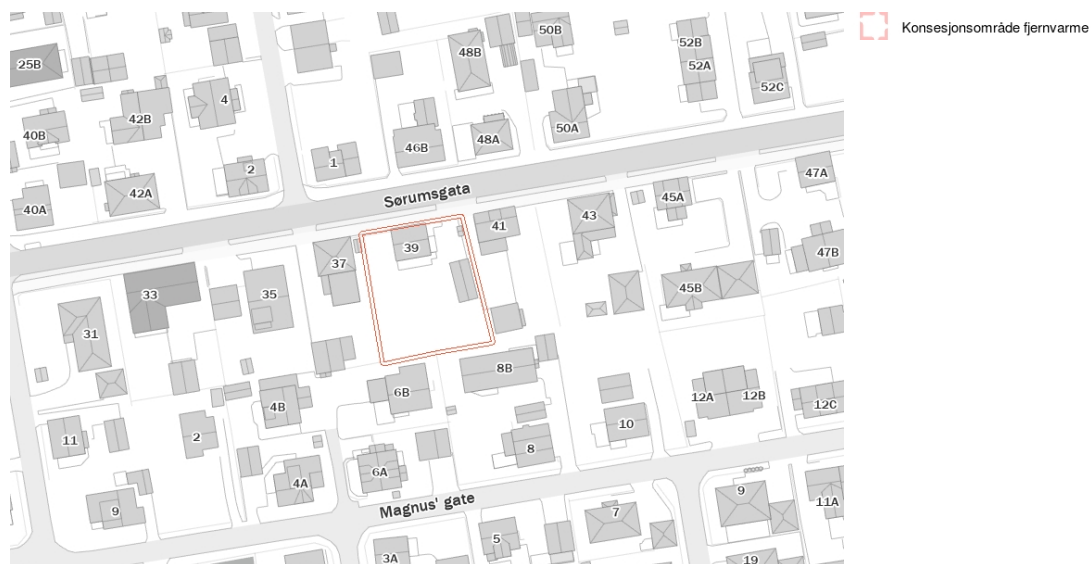 Konsesjonsområde fjernvarme
50B
52B
48B
25B
52A
52C
4
42B
50A
40B
48A
46B
1
2
47A
42A
Sørumsgata
45A
40A
43
41
39
47B
37
45B
35
33
31
8B
6B
12A
12B
12C
4B
10
2
11
8
6A
4A
9
11A
Magnus' gate
9
7
5
3A
19